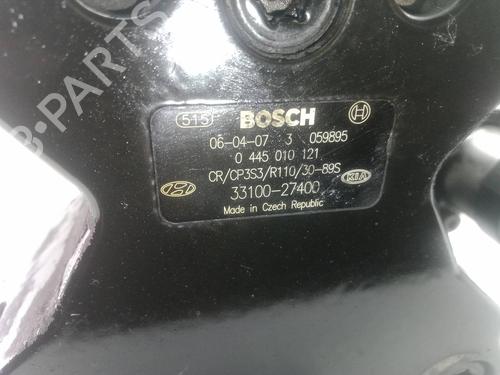 515 BOSCH
06-04-07 3 059895
0 445 010 121
CR/CP3S3/R110/30-89S
33100-27400 KIA
Made in Czech Republic
B-PARTS